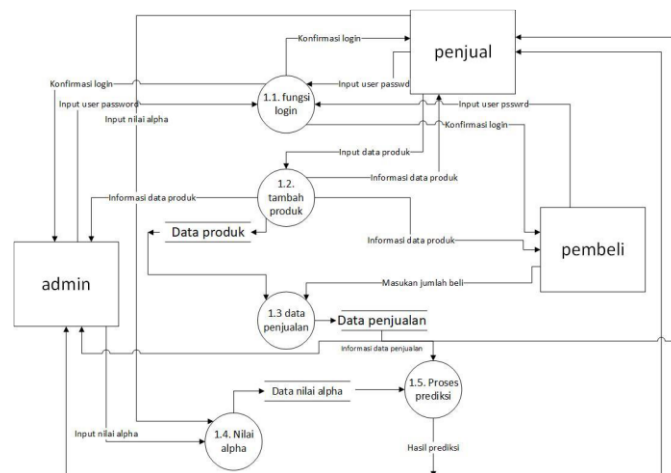 Konfirmasi login
penjual
Konfirmasi login
Input user passwd
Input user password
1.1. fungsi
login
Input user pswrd
Input nilai alpha
Konfirmasi login
Input data produk
1.2.
tambah
produk
Informasi data produk
Informasi data produk
Data produk
Informasi data produk
pembeli
admin
Masukan jumlah beli
1.3 data
penjualan
Data penjualan
Informasi data penjualan
Data nilai alpha
1.5. Proses
prediksi
Input nilai alpha
1.4. Nilai
alpha
Hasil prediksi